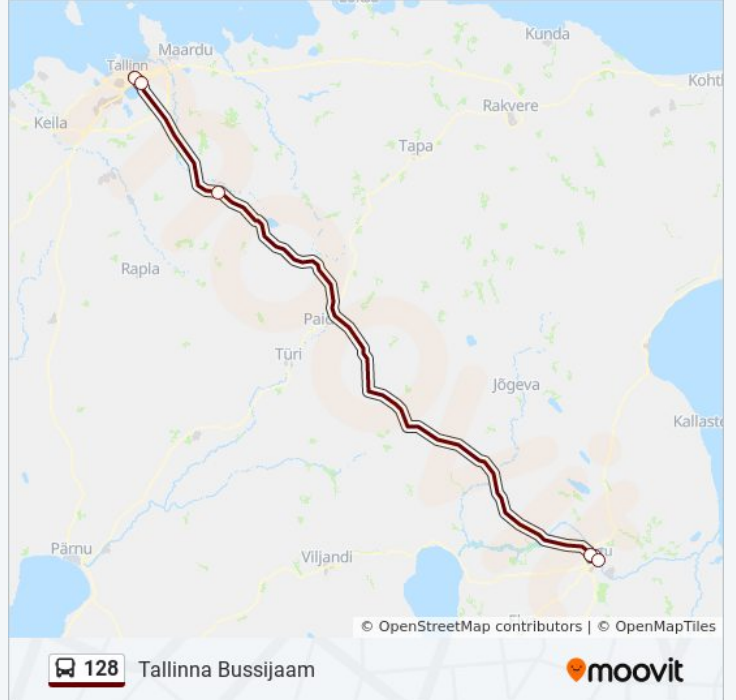 Kunda
Maardu
Tallinn
Kohtl
Rakvere
Keila
Tapa
Rapla
Paid
Türi
Jõgeva
Kallaste
Pärnu
Viljandi
© OpenStreetMap contributors | © OpenMapTiles
128 Tallinna Bussijaam
moovit